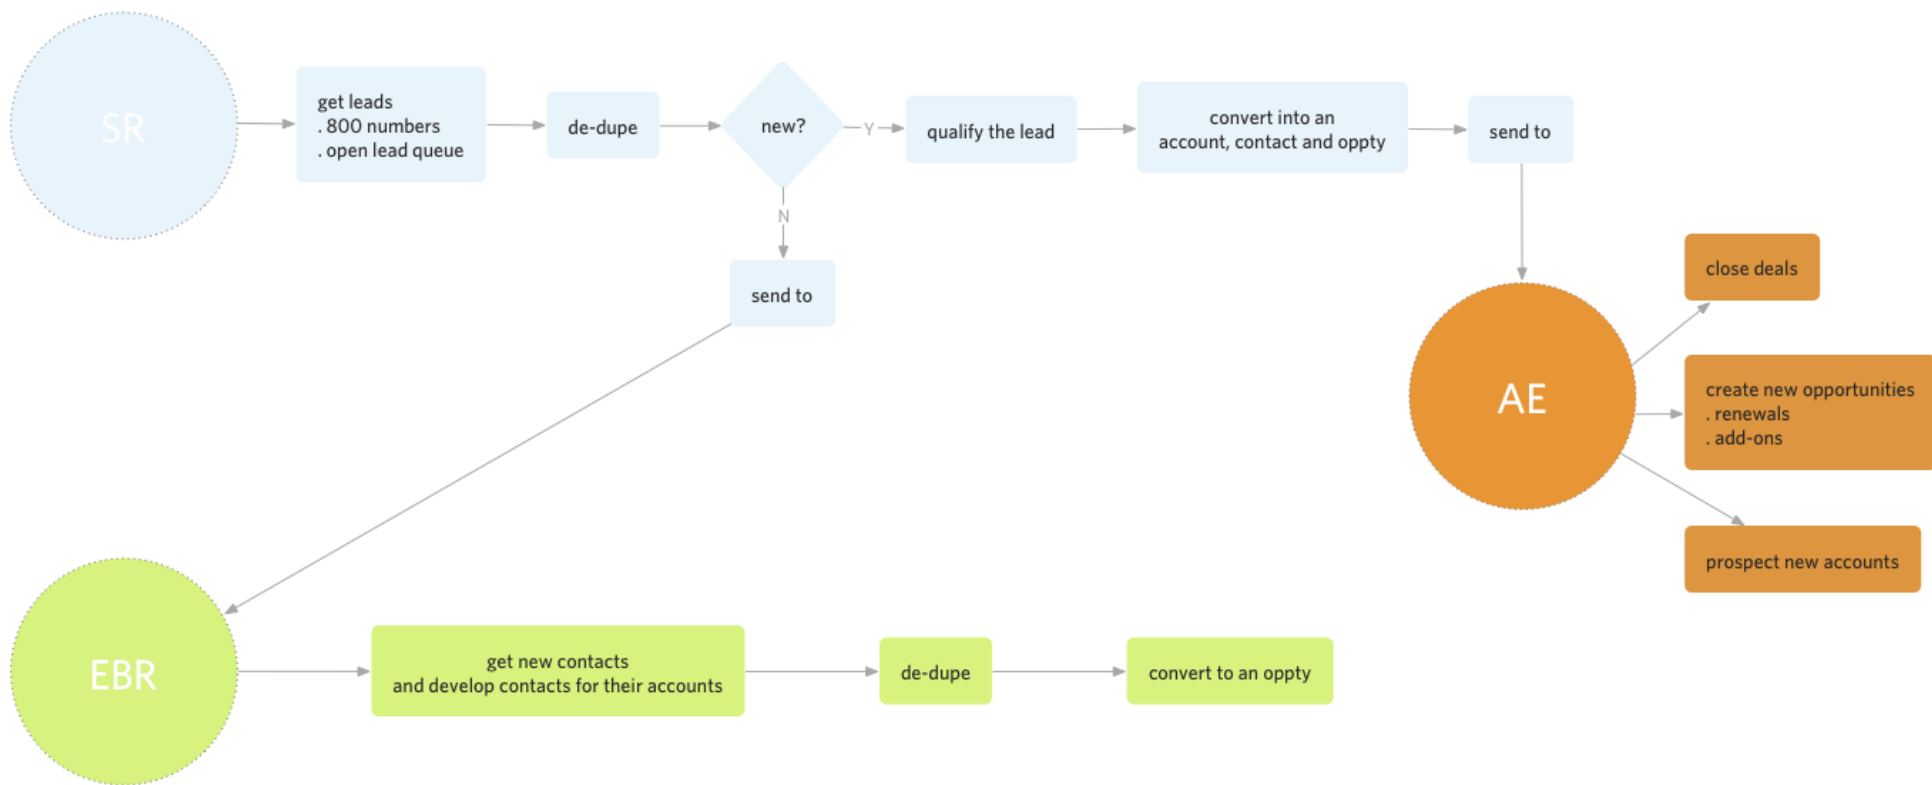 SR
get leads
. 800 numbers
. open lead queue
de-dupe
new?
Y
qualify the lead
convert into an
account, contact and oppty
send to
N
send to
close deals
AE
create new opportunities
. renewals
. add-ons
prospect new accounts
EBR
get new contacts
and develop contacts for their accounts
de-dupe
convert to an oppty